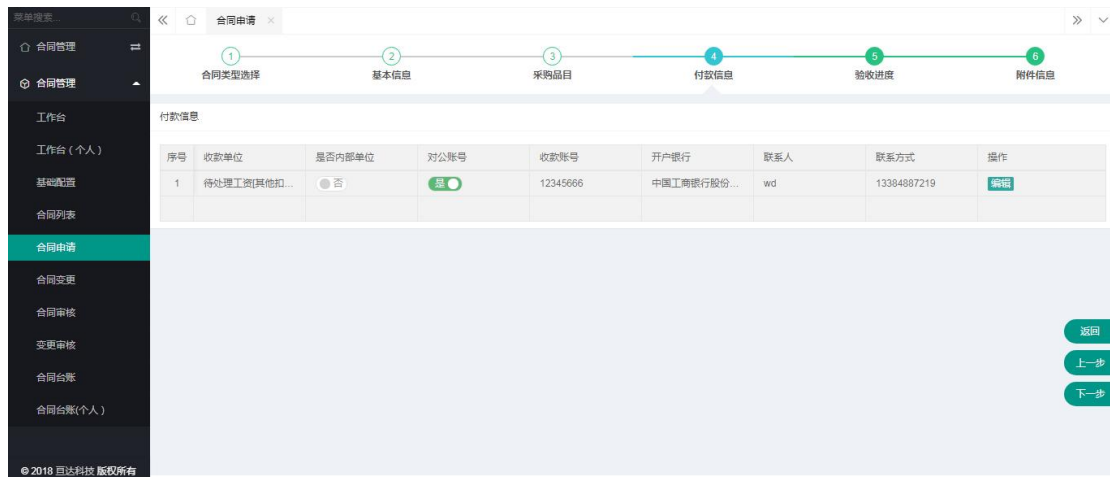 菜单搜索...
合同管理
合同管理
工作台
工作台（个人）
基础配置
合同列表
合同申请
合同变更
合同审核
变更审核
合同台账
合同台账(个人）
© 2018 亘达科技 版权所有
合同申请 ×
1 2 3 4 5 6
合同类型选择 基本信息 采购品目 付款信息 验收进度 附件信息
付款信息
序号 收款单位 是否内部单位 对公账号 收款账号 开户银行 联系人 联系方式 操作
1 待处理工资[其他扣... 否 是 12345666 中国工商银行股份... wd 13384887219 编辑
返回
上一步
下一步